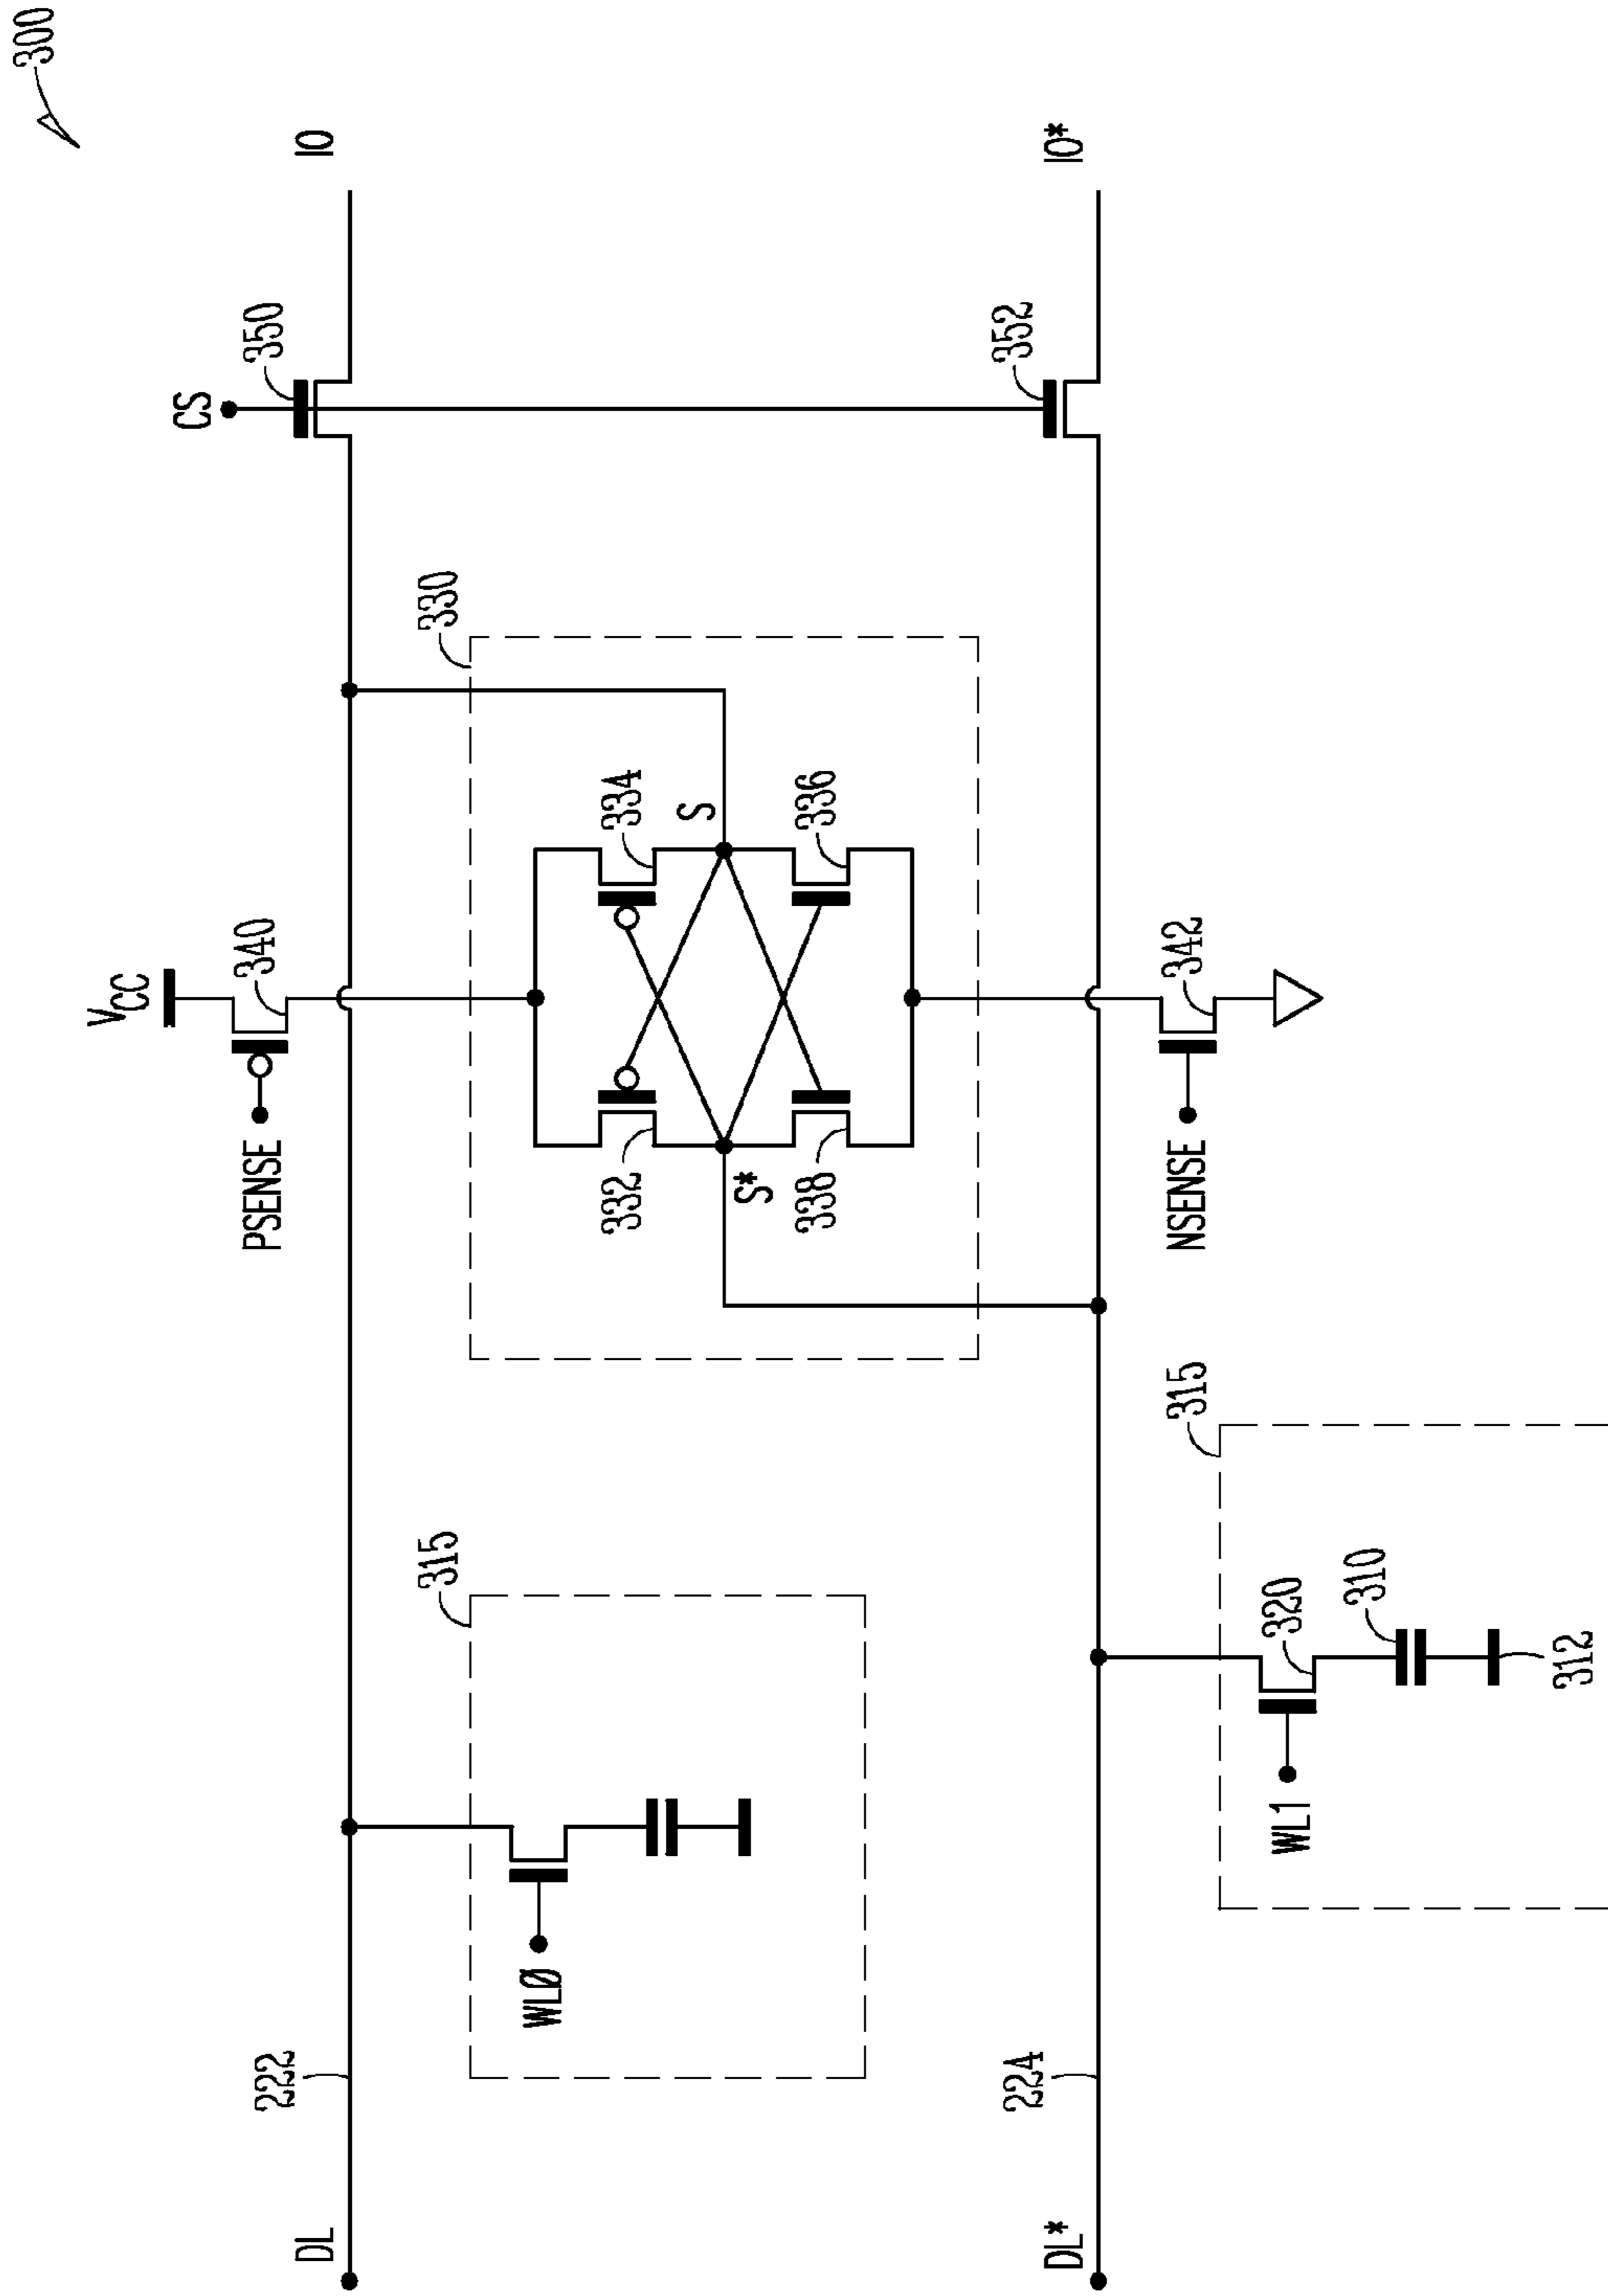 300
V_CC
340
PSENSE
CS
350
IO
DL
222
330
332
334
S
S*
338
336
315
WLØ
352
IO*
DL*
224
NSENSE
342
315
WL1
320
310
312